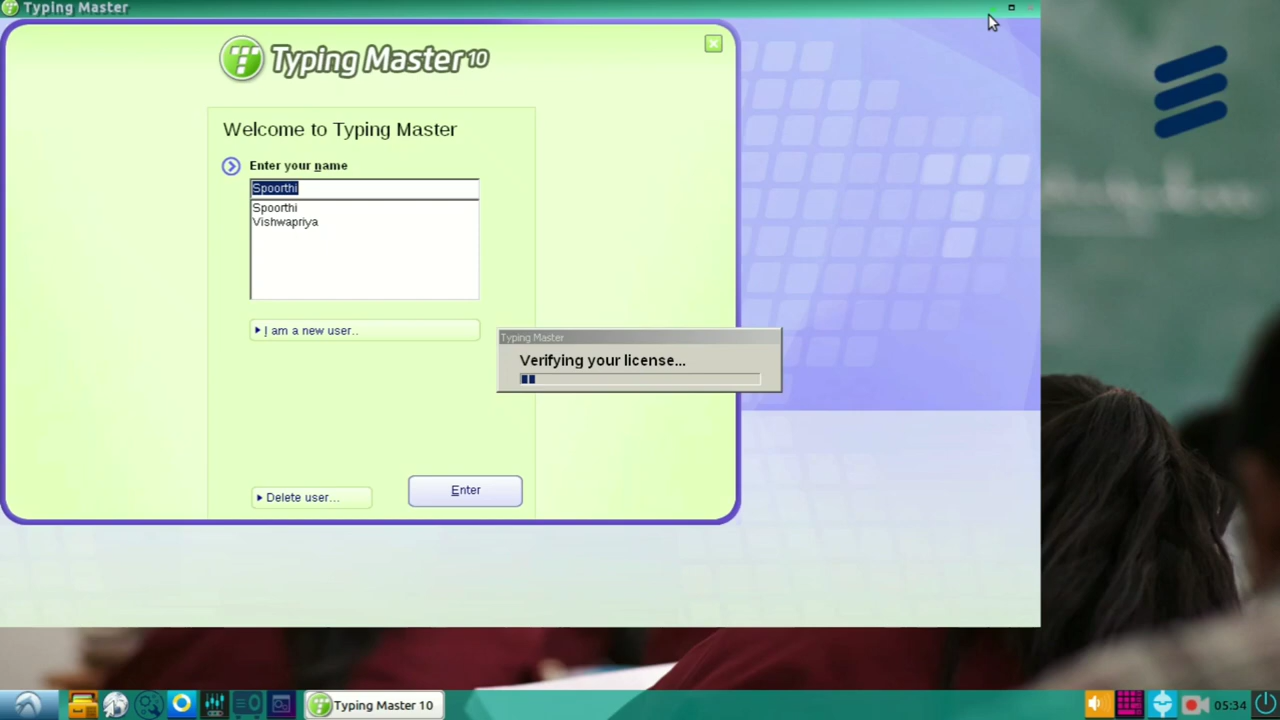 Typing Master
Typing Master 10
Welcome to Typing Master
Enter your name
Spoorthi
Spoorthi
Vishwapriya
I am a new user..
Typing Master
Verifying your license...
Delete user...
Enter
Typing Master 10
05:34